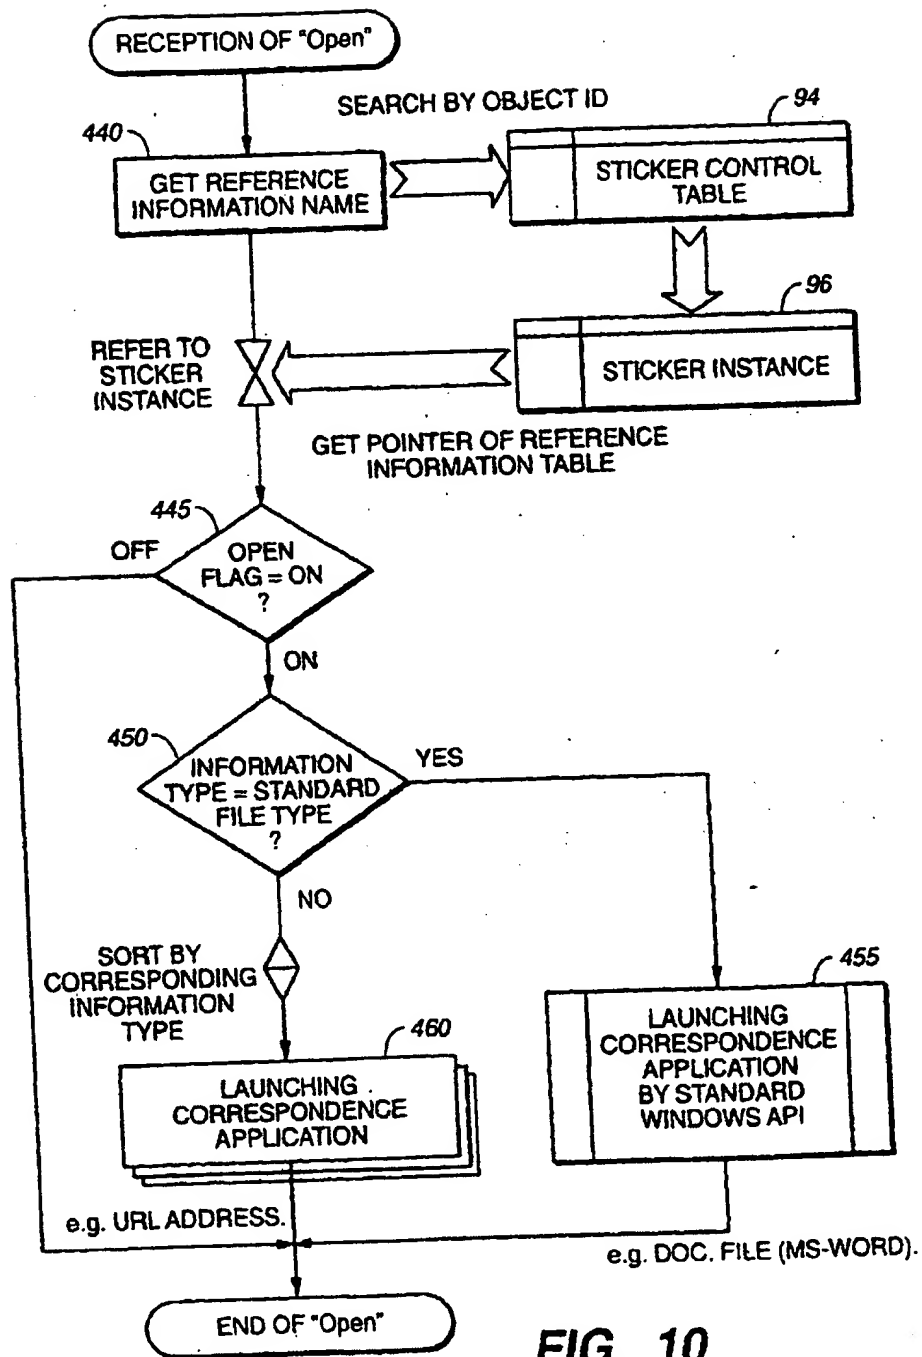 RECEPTION OF "Open"
SEARCH BY OBJECT ID
440
94
GET REFERENCE
INFORMATION NAME
STICKER CONTROL
TABLE
96
REFER TO
STICKER
INSTANCE
STICKER INSTANCE
GET POINTER OF REFERENCE
INFORMATION TABLE
445
OFF
OPEN
FLAG = ON
?
ON
450
INFORMATION
TYPE = STANDARD
FILE TYPE
?
YES
NO
SORT BY
CORRESPONDING
INFORMATION
TYPE
455
LAUNCHING
CORRESPONDENCE
APPLICATION
BY STANDARD
WINDOWS API
460
LAUNCHING
CORRESPONDENCE
APPLICATION
e.g. URL ADDRESS.
e.g. DOC. FILE (MS-WORD).
END OF "Open"
FIG. 10